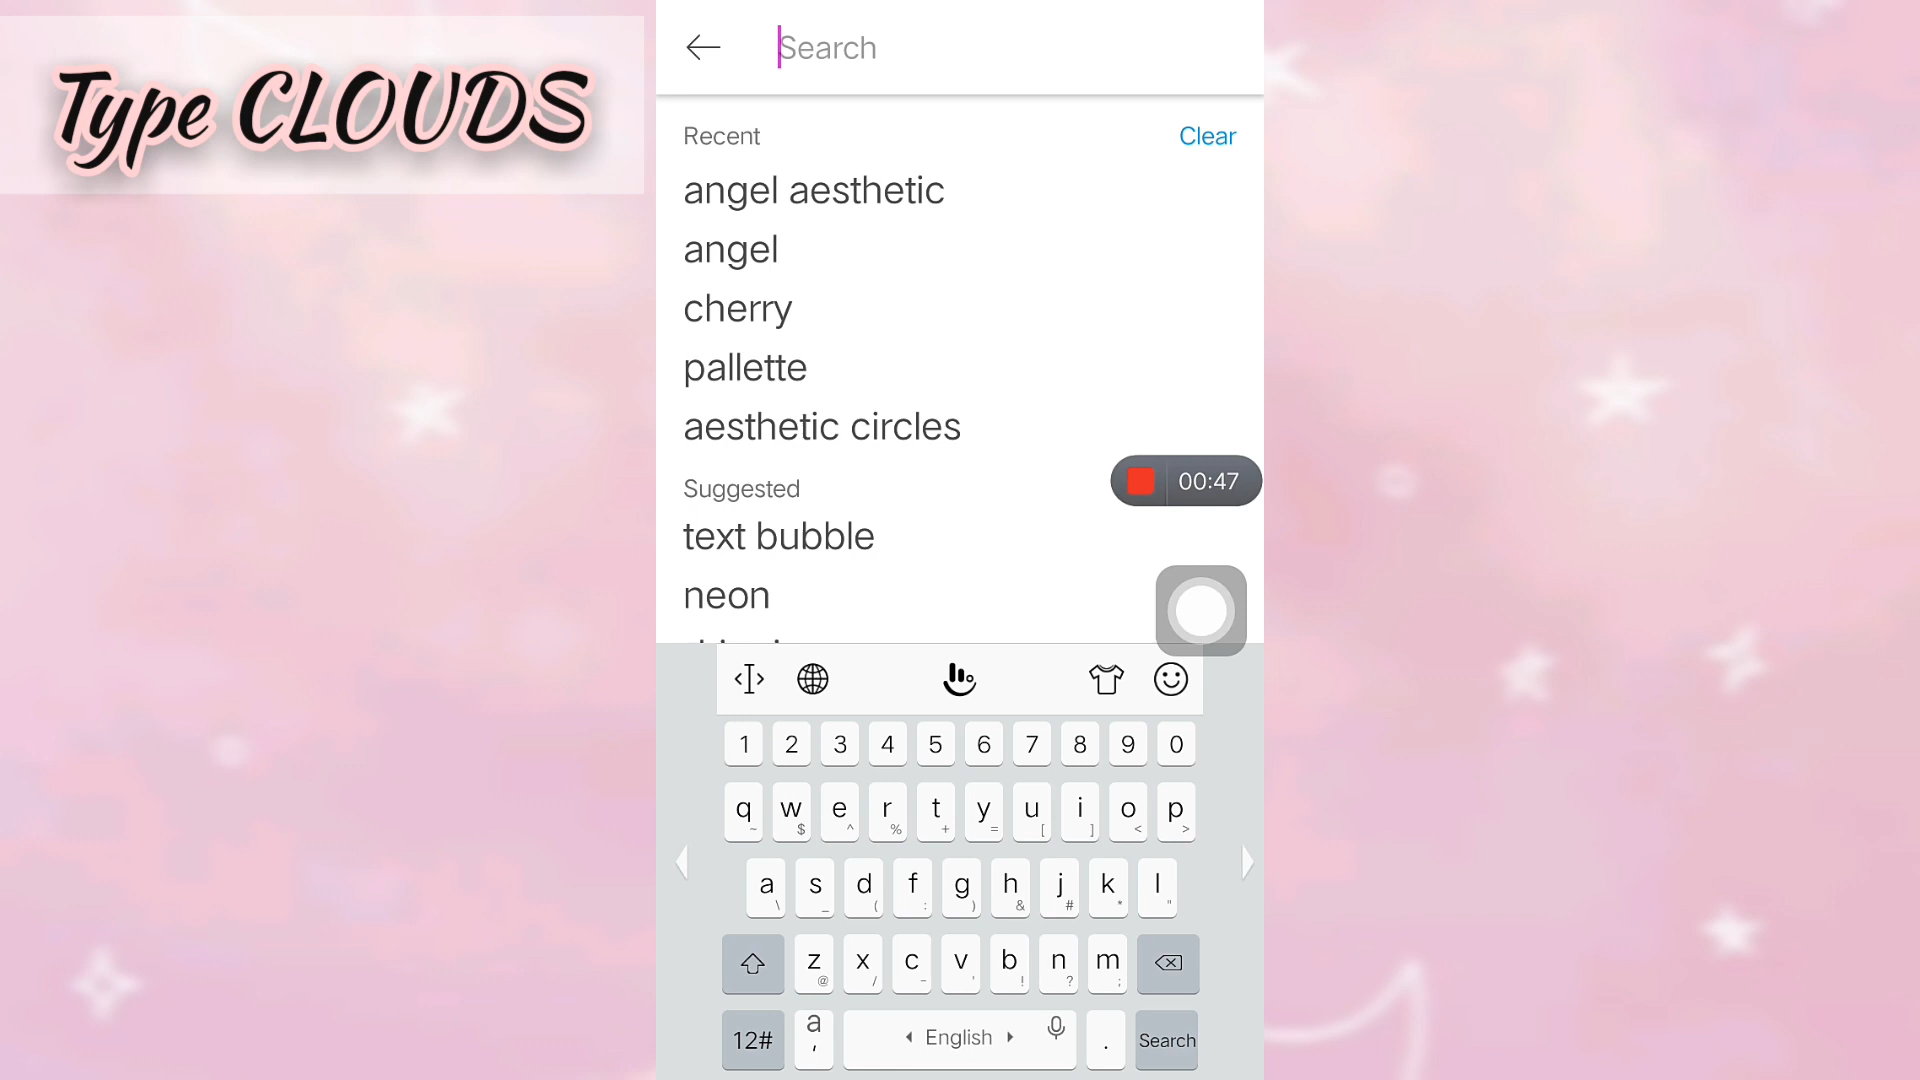 Type CLOUDS
Search
Recent
Clear
angel aesthetic
angel
cherry
pallette
aesthetic circles
Suggested
00:47
text bubble
neon
1 2 3 4 5 6 7 8 9 0
q w e r t y u i o p
~ $ ^ % + = [ ] < >
a s d f g h j k l
\ _ ( : ) & # * "
z x c v b n m
@ / - ' ! ? ;
12# a , English . Search